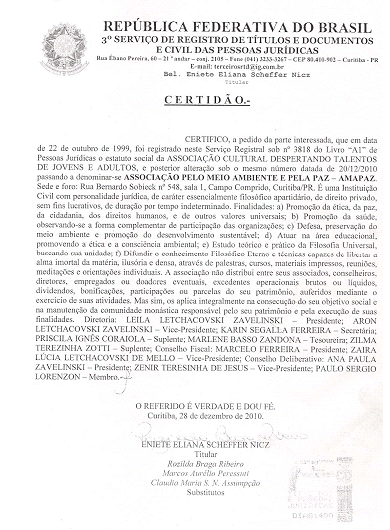 REPÚBLICA FEDERATIVA DO BRASIL
3º SERVIÇO DE REGISTRO DE TÍTULOS E DOCUMENTOS
E CIVIL DAS PESSOAS JURÍDICAS
Rua Ébano Pereira, 60 – 21 º andar – conj. 2105 – Fone (041) 3233-3267 – CEP 80.410-902 – Curitiba - PR
E-mail: terceirosrtd@ig.com.br
Bel. Eniete Eliana Scheffer Nicz
Titular
CERTIDÃO.-
CERTIFICO, a pedido da parte interessada, que em data
de 22 de outubro de 1999, foi registrado neste Serviço Registral sob nº 3818 do Livro “A1” de
Pessoas Jurídicas o estatuto social da ASSOCIAÇÃO CULTURAL DESPERTANDO TALENTOS
DE JOVENS E ADULTOS, e posterior alteração sob o mesmo número datada de 20/12/2010
passando a denominar-se ASSOCIAÇÃO PELO MEIO AMBIENTE E PELA PAZ – AMAPAZ.
Sede e foro: Rua Bernardo Sobieck nº 548, sala 1, Campo Comprido, Curitiba/PR. É uma Instituição
Civil com personalidade jurídica, de caráter essencialmente filosófico apartidário, de direito privado,
sem fins lucrativos, de duração por tempo indeterminado. Finalidades: a) Promoção da ética, da paz,
da cidadania, dos direitos humanos, e de outros valores universais; b) Promoção da saúde,
observando-se a forma complementar de participação das organizações; c) Defesa, preservação do
meio ambiente e promoção do desenvolvimento sustentável; d) Atuar na área educacional,
promovendo a ética e a consciência ambiental; e) Estudo teórico e prático da Filosofia Universal,
buscando sua unidade; f) Difundir o conhecimento Filosófico Eterno e técnicas capazes de libertar a
alma imortal da matéria, ilusória e densa, através de palestras, cursos, materiais impressos, reuniões,
meditações e orientações individuais. A associação não distribui entre seus associados, conselheiros,
diretores, empregados ou doadores eventuais, excedentes operacionais brutos ou líquidos,
dividendos, bonificações, participações ou parcelas do seu patrimônio, auferidos mediante o
exercício de suas atividades. Mas sim, os aplica integralmente na consecução do seu objetivo social e
na manutenção da comunidade monástica responsável pelo seu patrimônio e pela execução de suas
finalidades. Diretoria: LEILA LETCHACOVSKI ZAVELINSKI – Presidente; ARON
LETCHACOVSKI ZAVELINSKI – Vice-Presidente; KARIN SEGALLA FERREIRA – Secretária;
PRISCILA IGNÊS CORAIOLA – Suplente; MARLENE BASSO ZANDONA – Tesoureira; ZILMA
TEREZINHA ZOTTI – Suplente; Conselho Fiscal: MARCELO FERREIRA – Presidente; ZAIRA
LÚCIA LETCHACOVSKI DE MELLO – Vice-Presidente; Conselho Deliberativo: ANA PAULA
ZAVELINSKI – Presidente; ZENIR TERESINHA DE JESUS – Vice-Presidente; PAULO SERGIO
LORENZON – Membro.-
O REFERIDO É VERDADE E DOU FÉ.
Curitiba, 28 de dezembro de 2010.
ENIETE ELIANA SCHEFFER NICZ
Titular
Rozilda Braga Ribeiro
Marcos Aurélio Peressuti
Claudio Maria S. N. Assumpção
Substitutos